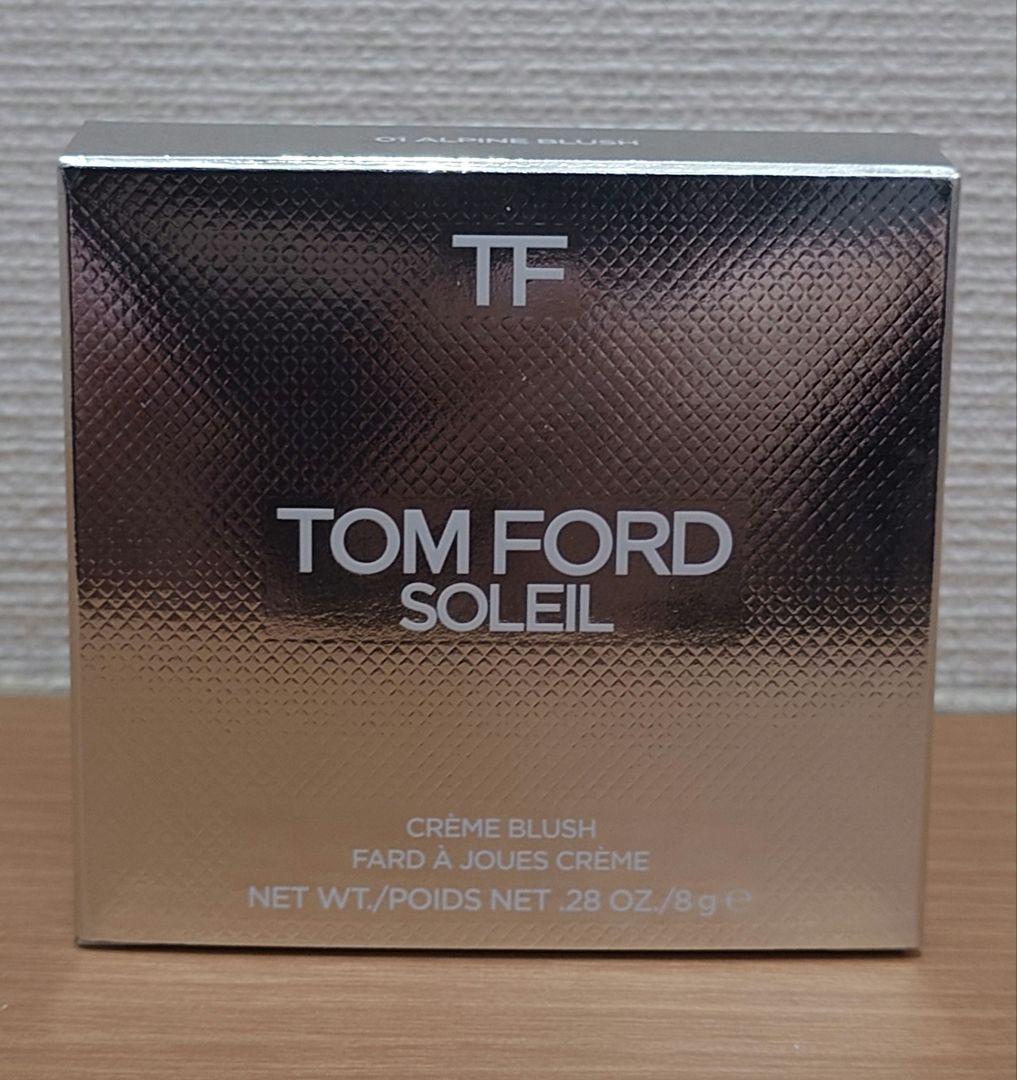 01 ALPINE BLUSH
TF
TOM FORD
SOLEIL
CRÈME BLUSH
FARD À JOUES CRÈME
NET WT./POIDS NET .28 OZ./8 g ℮